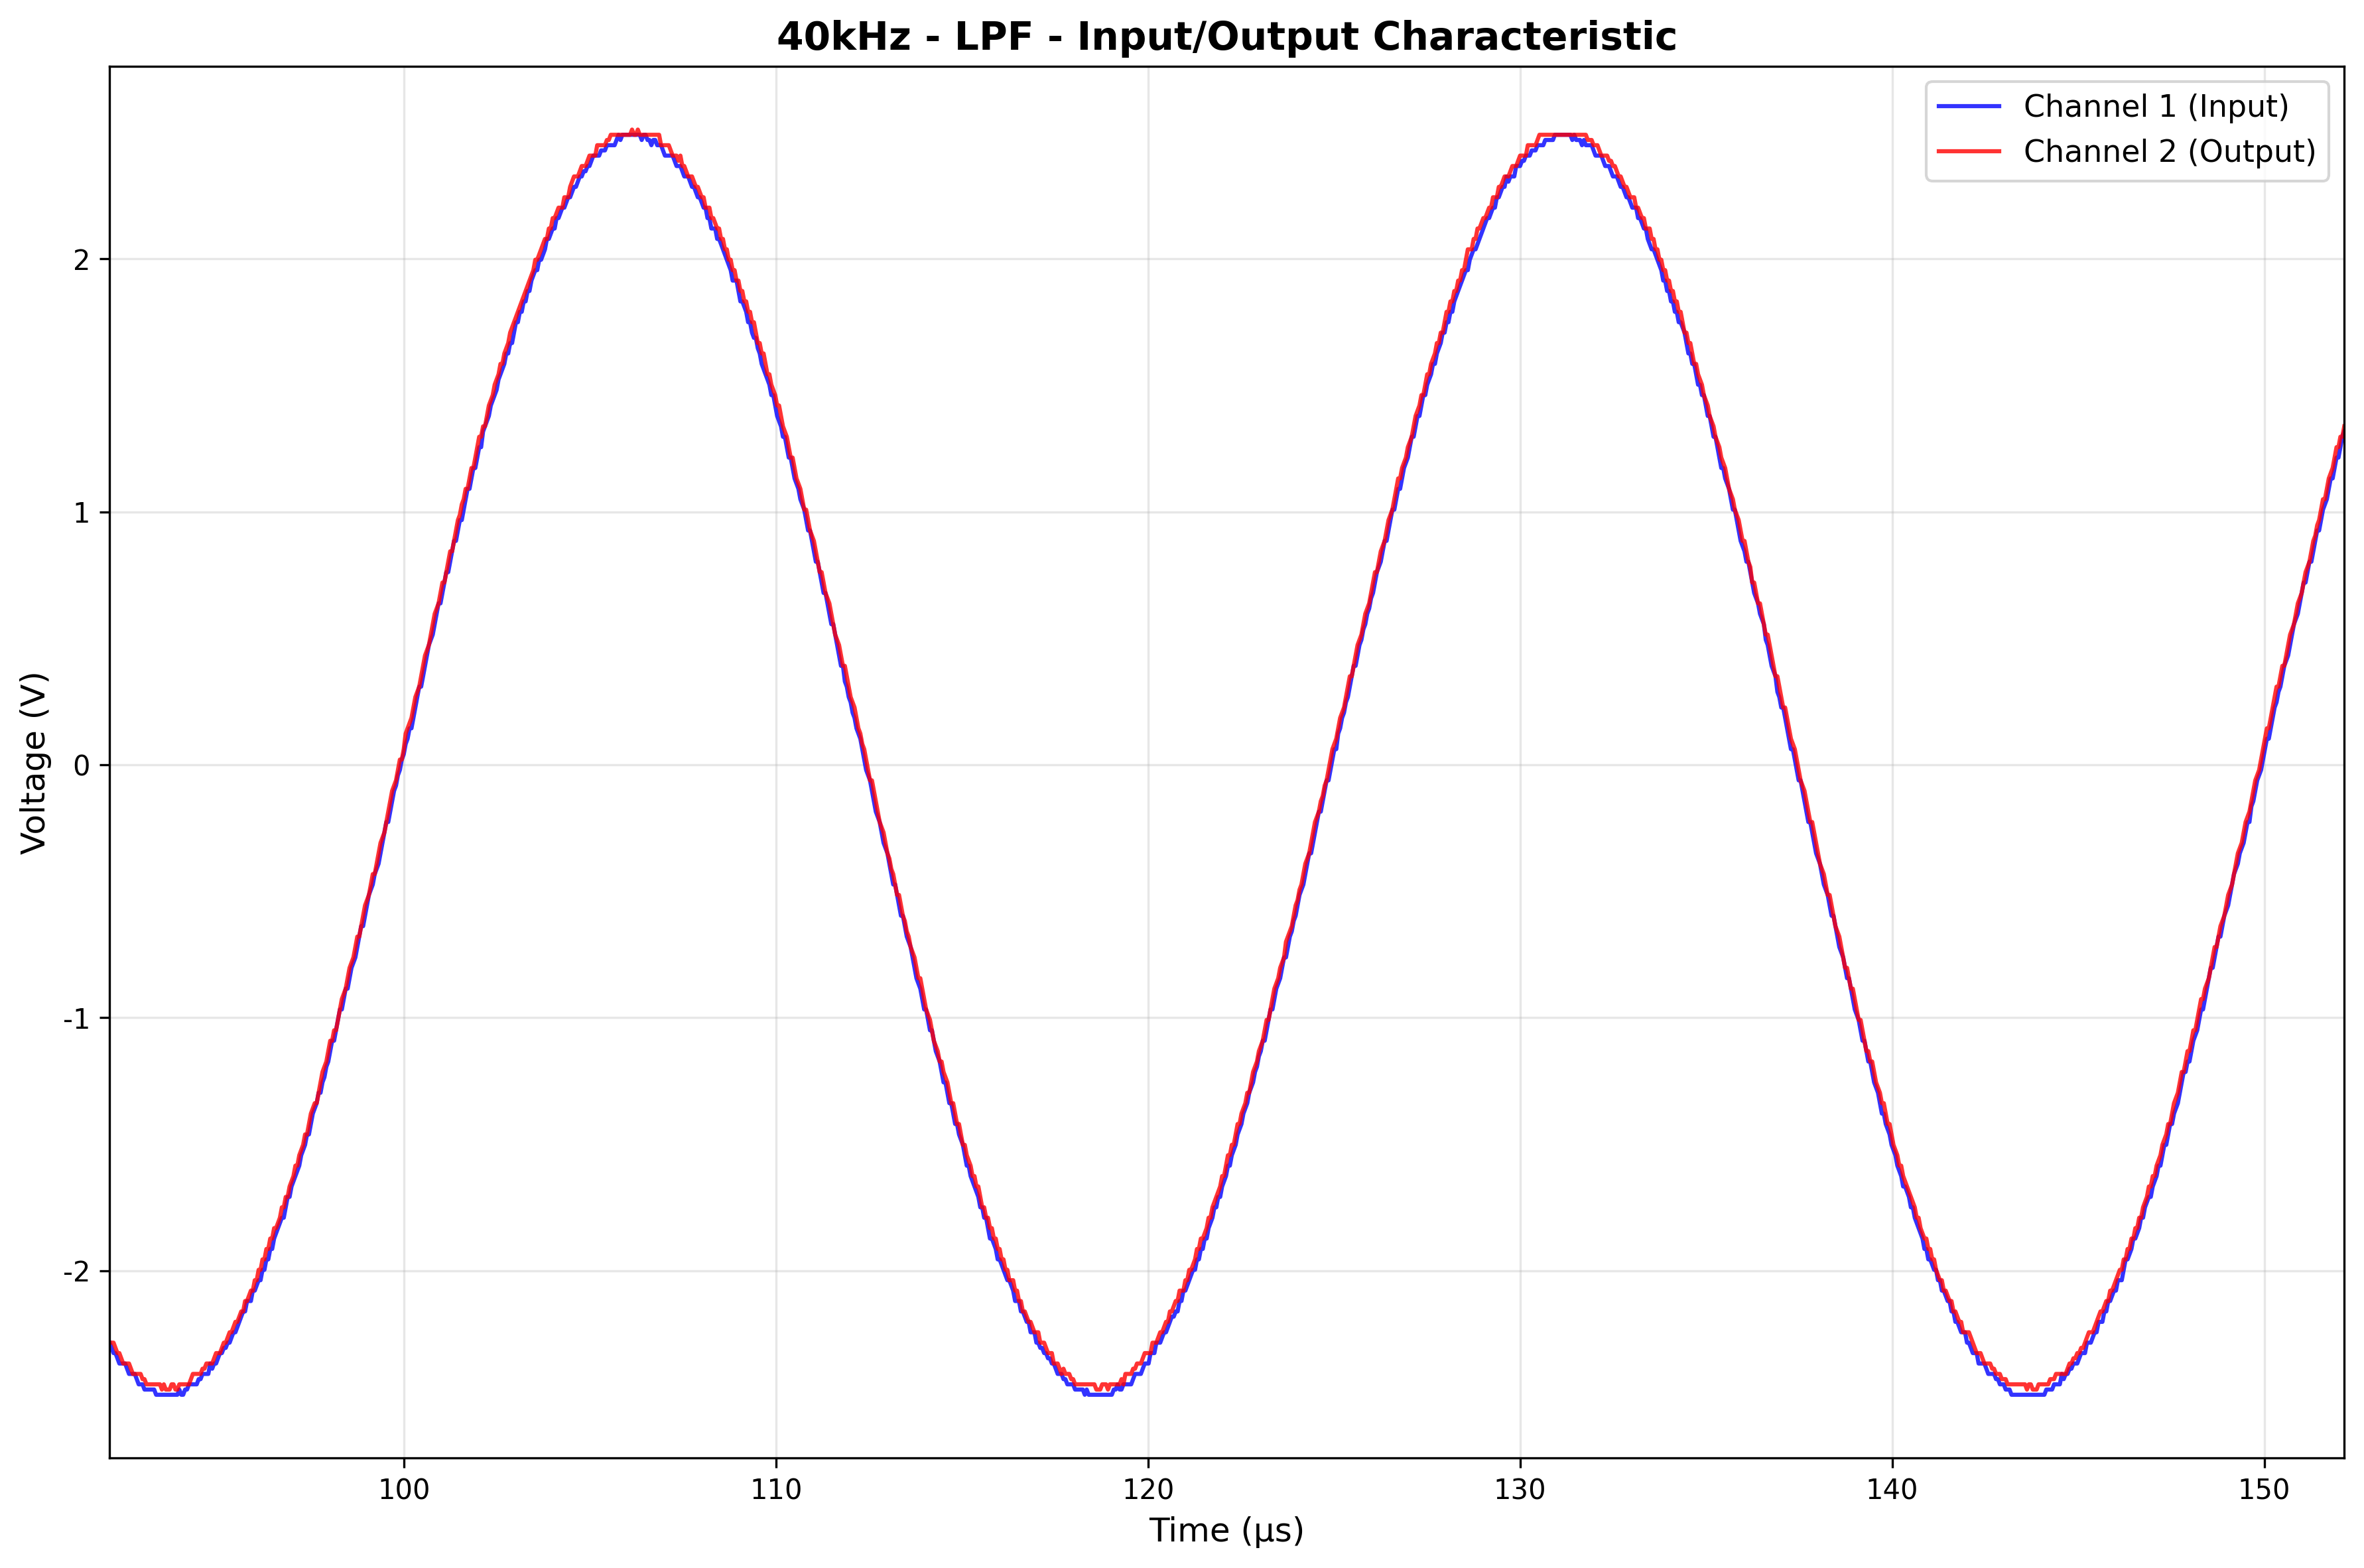 40kHz - LPF - Input/Output Characteristic
Channel 1 (Input)
Channel 2 (Output)
Voltage (V)
2
1
0
-1
-2
100 110 120 130 140 150
Time (µs)